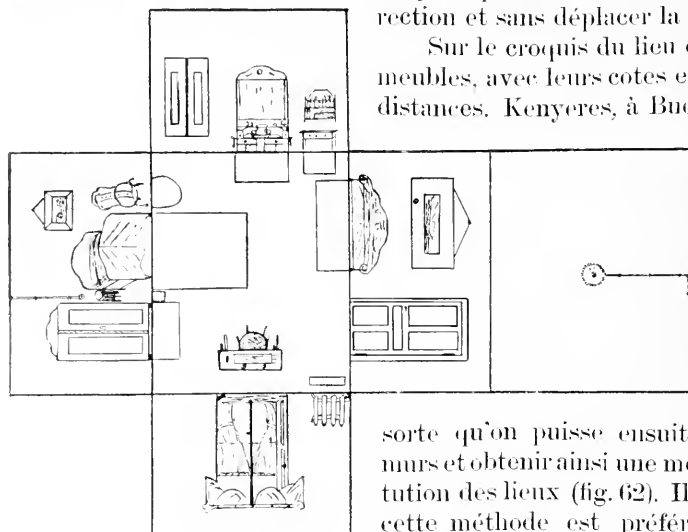 rection et sans déplacer la
Sur le croquis du lieu
meubles, avec leurs cotes e
distances. Kenyeres, à Bu
sorte qu'on puisse ensuit
murs et obtenir ainsi une m
tution des lieux (fig. 62). Il
cette méthode est préfér